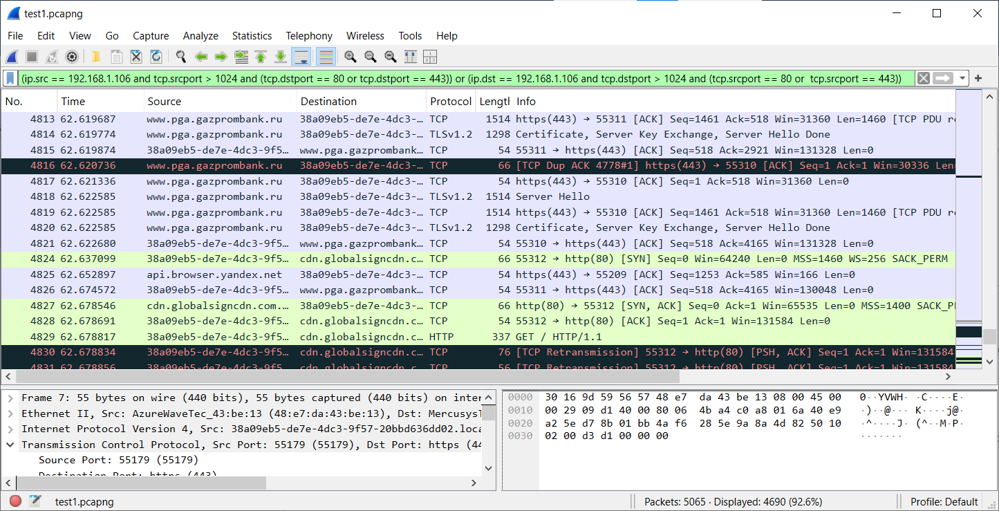 test1.pcapng
File Edit View Go Capture Analyze Statistics Telephony Wireless Tools Help
(ip.src == 192.168.1.106 and tcp.srcport > 1024 and (tcp.dstport == 80 or tcp.dstport == 443)) or (ip.dst == 192.168.1.106 and tcp.dstport > 1024 and (tcp.srcport == 80 or  tcp.srcport == 443))
No. Time Source Destination Protocol Length Info
4813 62.619687 www.pga.gazprombank.ru 38a09eb5-de7e-4dc3-… TCP 1514 https(443) → 55311 [ACK] Seq=1461 Ack=518 Win=31360 Len=1460 [TCP PDU r
4814 62.619774 www.pga.gazprombank.ru 38a09eb5-de7e-4dc3-… TLSv1.2 1298 Certificate, Server Key Exchange, Server Hello Done
4815 62.619874 38a09eb5-de7e-4dc3-9f5… www.pga.gazprombank… TCP 54 55311 → https(443) [ACK] Seq=518 Ack=2921 Win=131328 Len=0
4816 62.620736 www.pga.gazprombank.ru 38a09eb5-de7e-4dc3-… TCP 66 [TCP Dup ACK 4778#1] https(443) → 55310 [ACK] Seq=1 Ack=1 Win=30336 Len=
4817 62.621336 www.pga.gazprombank.ru 38a09eb5-de7e-4dc3-… TCP 54 https(443) → 55310 [ACK] Seq=1 Ack=518 Win=31360 Len=0
4818 62.622585 www.pga.gazprombank.ru 38a09eb5-de7e-4dc3-… TLSv1.2 1514 Server Hello
4819 62.622585 www.pga.gazprombank.ru 38a09eb5-de7e-4dc3-… TCP 1514 https(443) → 55310 [ACK] Seq=1461 Ack=518 Win=31360 Len=1460 [TCP PDU r
4820 62.622585 www.pga.gazprombank.ru 38a09eb5-de7e-4dc3-… TLSv1.2 1298 Certificate, Server Key Exchange, Server Hello Done
4821 62.622680 38a09eb5-de7e-4dc3-9f5… www.pga.gazprombank… TCP 54 55310 → https(443) [ACK] Seq=518 Ack=4165 Win=131328 Len=0
4824 62.637099 38a09eb5-de7e-4dc3-9f5… cdn.globalsigncdn.c… TCP 66 55312 → http(80) [SYN] Seq=0 Win=64240 Len=0 MSS=1460 WS=256 SACK_PERM
4825 62.652897 api.browser.yandex.net 38a09eb5-de7e-4dc3-… TCP 54 https(443) → 55209 [ACK] Seq=1253 Ack=585 Win=166 Len=0
4826 62.674572 38a09eb5-de7e-4dc3-9f5… www.pga.gazprombank… TCP 54 55311 → https(443) [ACK] Seq=518 Ack=4165 Win=130048 Len=0
4827 62.678546 cdn.globalsigncdn.com.… 38a09eb5-de7e-4dc3-… TCP 66 http(80) → 55312 [SYN, ACK] Seq=0 Ack=1 Win=65535 Len=0 MSS=1400 SACK_P
4828 62.678691 38a09eb5-de7e-4dc3-9f5… cdn.globalsigncdn.c… TCP 54 55312 → http(80) [ACK] Seq=1 Ack=1 Win=131584 Len=0
4829 62.678817 38a09eb5-de7e-4dc3-9f5… cdn.globalsigncdn.c… HTTP 337 GET / HTTP/1.1
4830 62.678834 38a09eb5-de7e-4dc3-9f5… cdn.globalsigncdn.c… TCP 76 [TCP Retransmission] 55312 → http(80) [PSH, ACK] Seq=1 Ack=1 Win=131584
4831 62.678856 38a09eb5-de7e-4dc3-9f5… cdn.globalsigncdn.c… TCP 56 [TCP Retransmission] 55312 → http(80) [PSH, ACK] Seq=1 Ack=1 Win=131584
Frame 7: 55 bytes on wire (440 bits), 55 bytes captured (440 bits) on inter
Ethernet II, Src: AzureWaveTec_43:be:13 (48:e7:da:43:be:13), Dst: MercusysT
Internet Protocol Version 4, Src: 38a09eb5-de7e-4dc3-9f57-20bbd636dd02.loca
Transmission Control Protocol, Src Port: 55179 (55179), Dst Port: https (44
Source Port: 55179 (55179)
Destination Port: https (443)
0000 30 16 9d 59 56 57 48 e7 da 43 be 13 08 00 45 00 0··YVWH· ·C····E·
0010 00 29 09 d1 40 00 80 06 4b a4 c0 a8 01 6a 40 e9 ·)··@··· K····j@·
0020 a2 5e d7 8b 01 bb 4a f6 28 5e 9a 8a 4d 82 50 10 ·^····J· (^··M·P·
0030 02 00 d3 d1 00 00 00 ·······
test1.pcapng
Packets: 5065 · Displayed: 4690 (92.6%)
Profile: Default